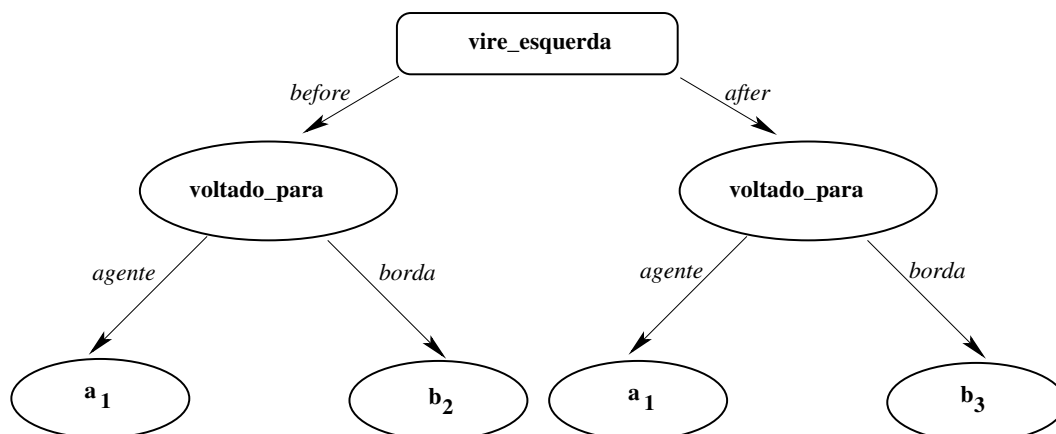 vire_esquerda
before after
voltado_para voltado_para
agente borda agente borda
a1 b2 a1 b3